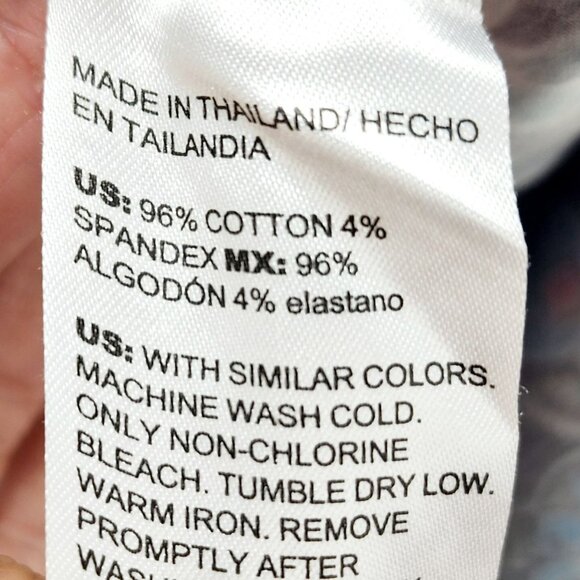 MADE IN THAILAND/ HECHO
EN TAILANDIA
US: 96% COTTON 4%
SPANDEX MX: 96%
ALGODÓN 4% elastano
US: WITH SIMILAR COLORS.
MACHINE WASH COLD.
ONLY NON-CHLORINE
BLEACH. TUMBLE DRY LOW.
WARM IRON. REMOVE
PROMPTLY AFTER